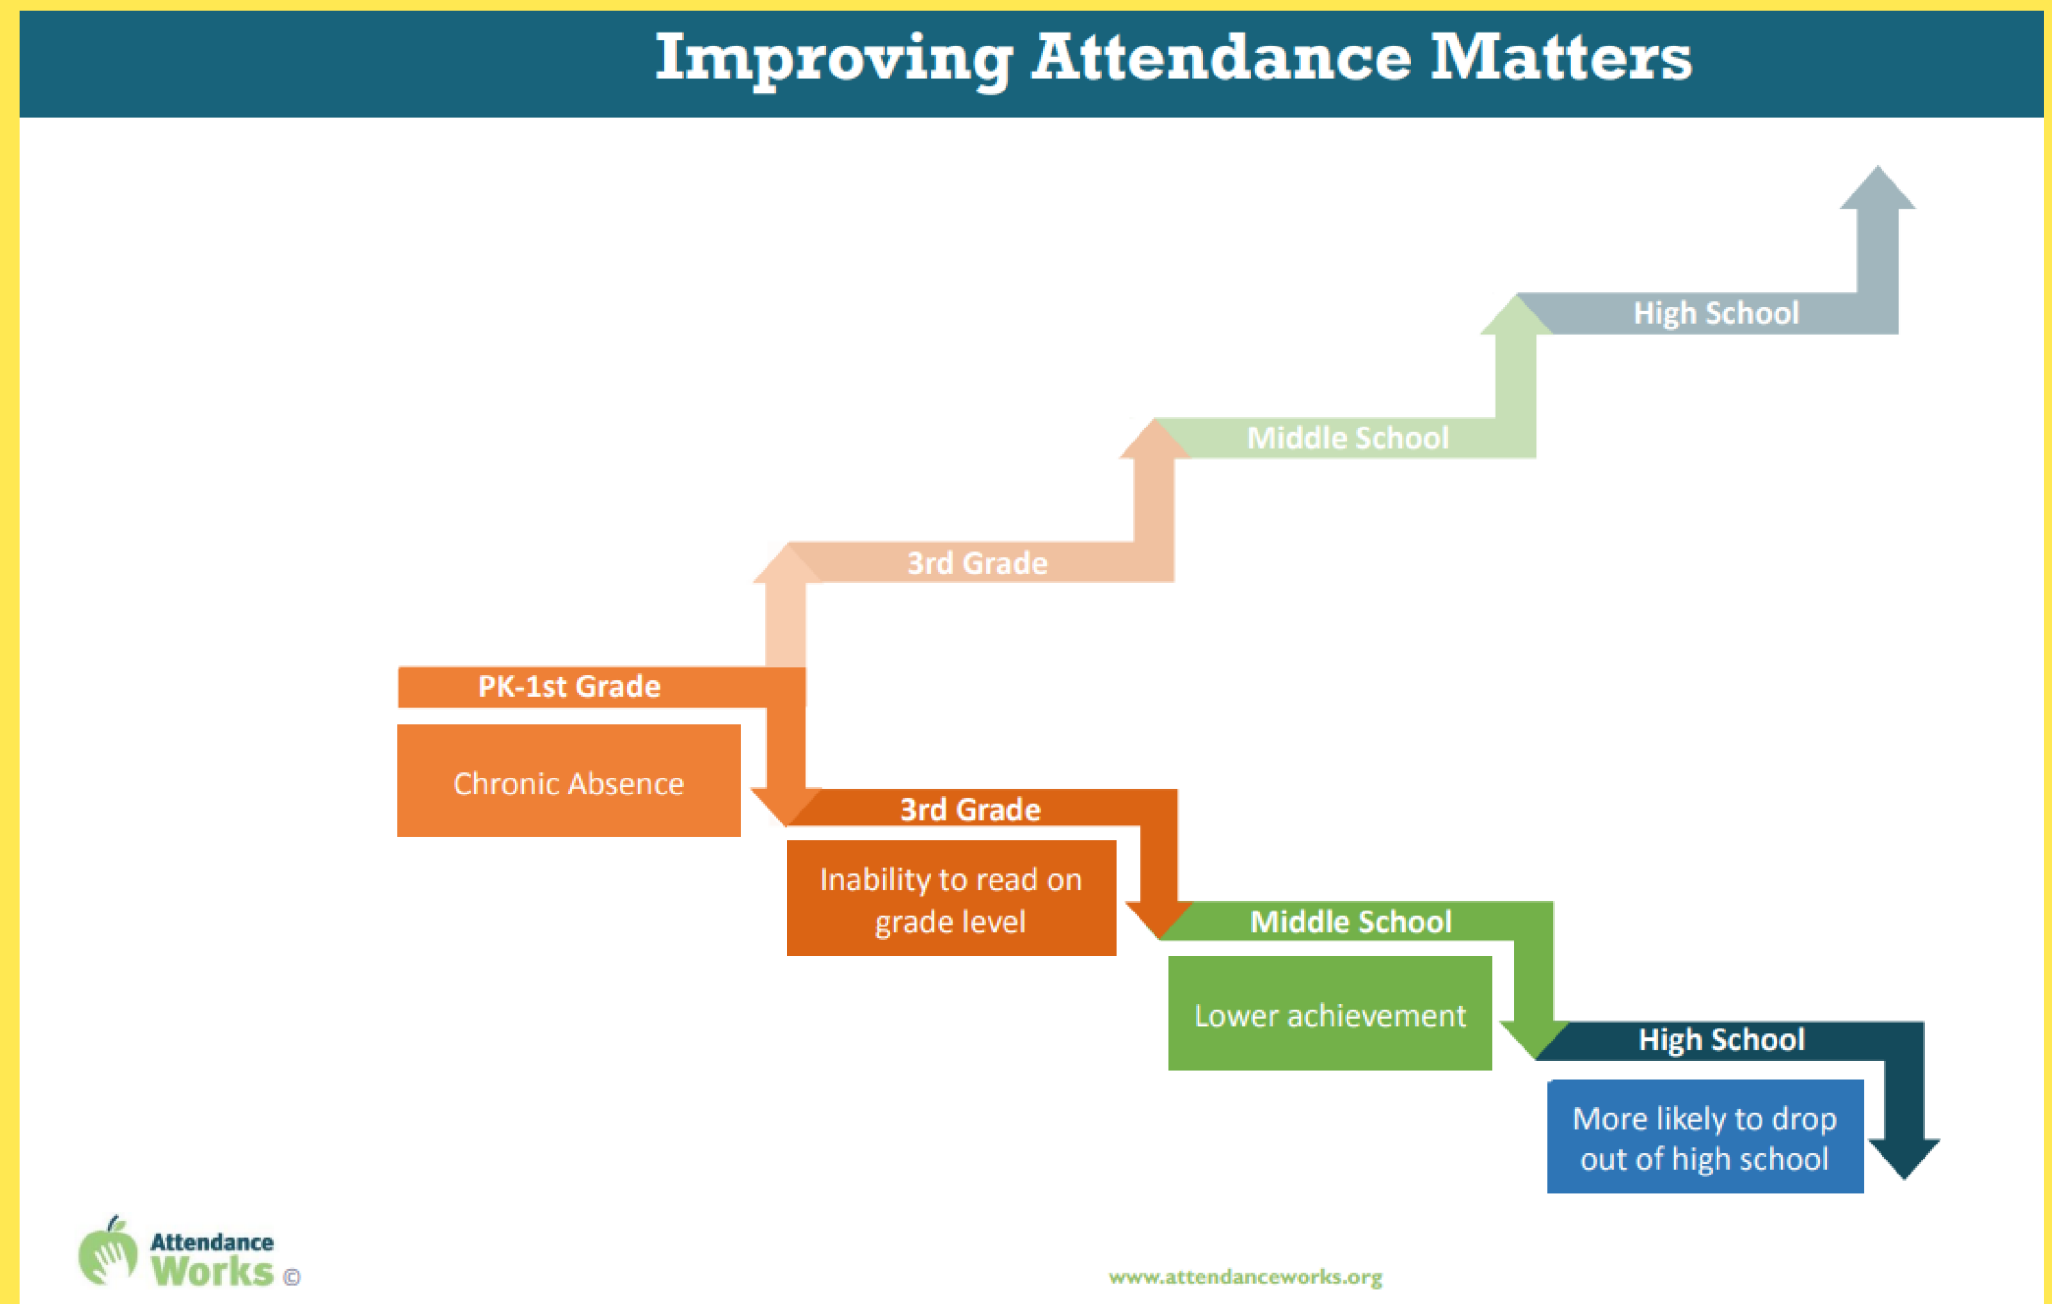 Improving Attendance Matters
High School
Middle School
3rd Grade
PK-1st Grade
Chronic Absence
3rd Grade
Inability to read on
grade level
Middle School
Lower achievement
High School
More likely to drop
out of high school
Attendance
Works ©
www.attendanceworks.org